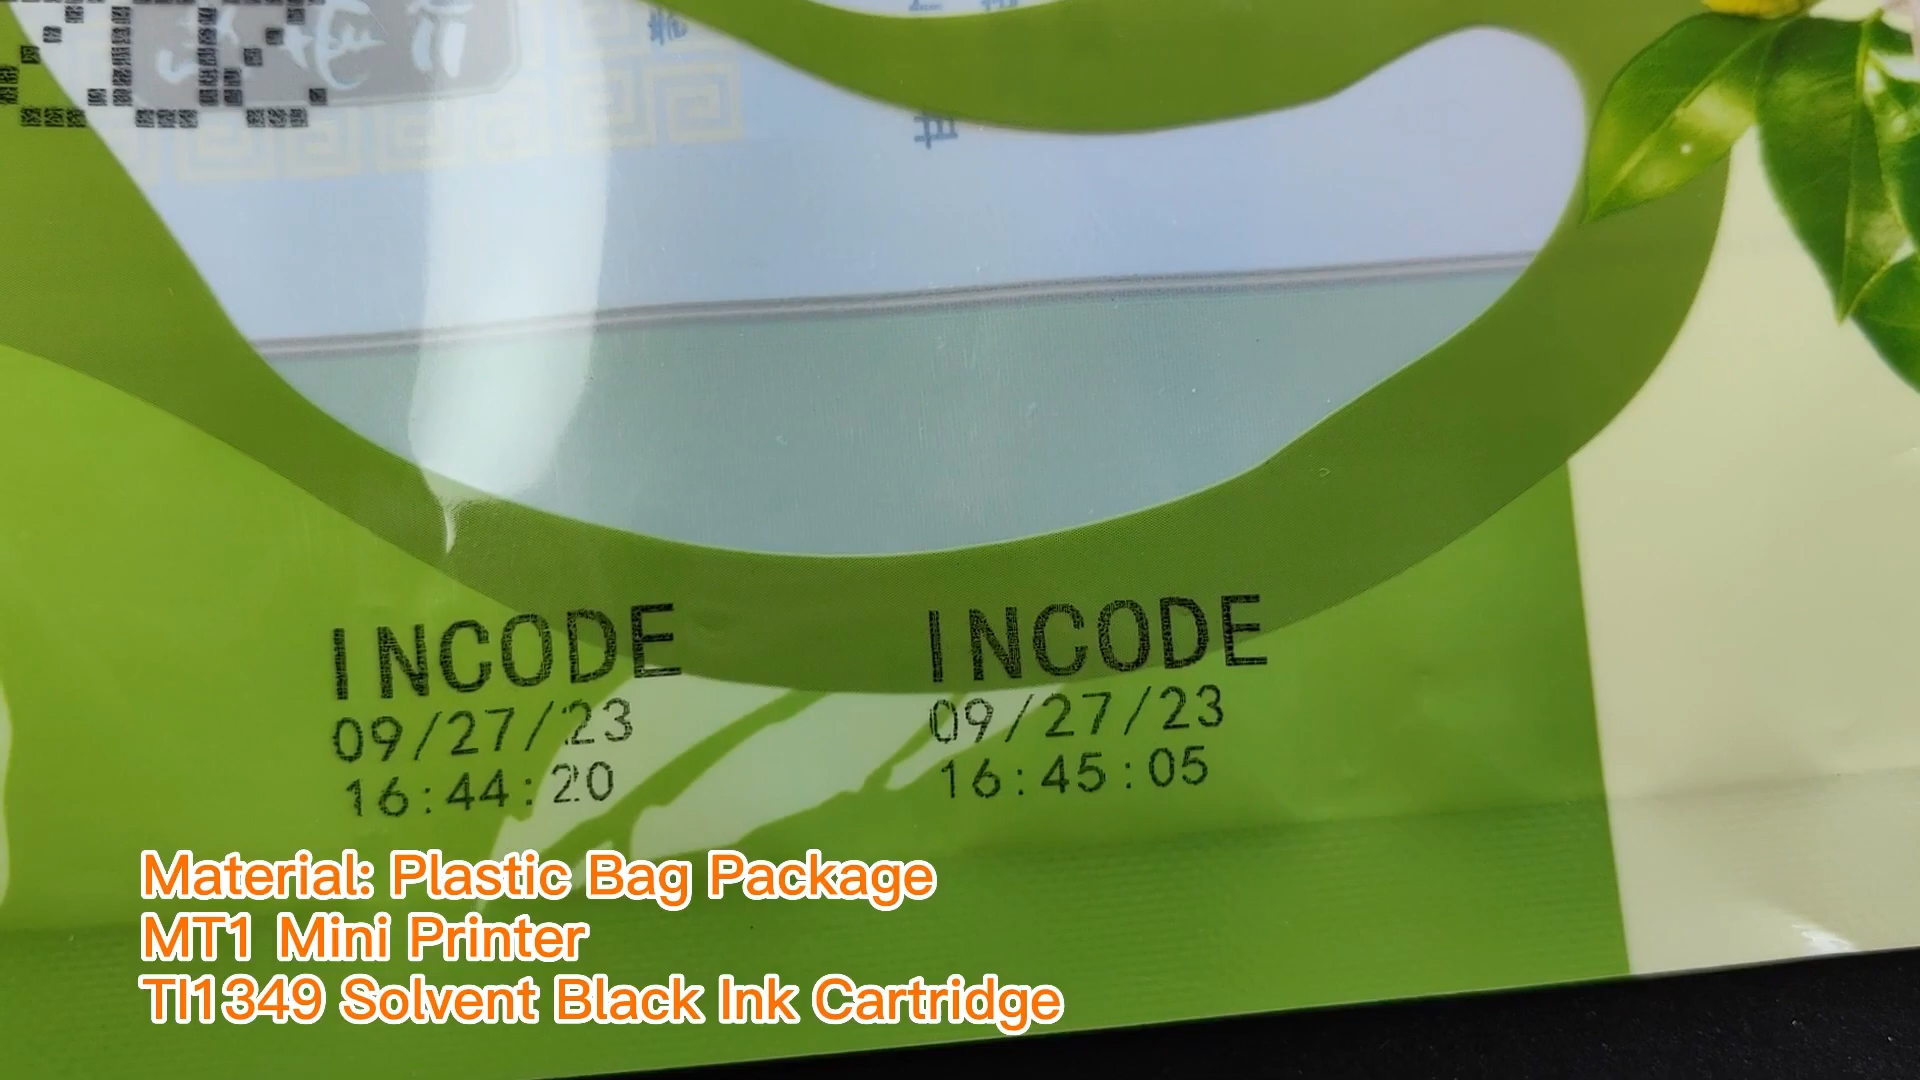 INCODE
09/27/23
16:44:20
INCODE
09/27/23
16:45:05
Material: Plastic Bag Package
MT1 Mini Printer
TI1349 Solvent Black Ink Cartridge